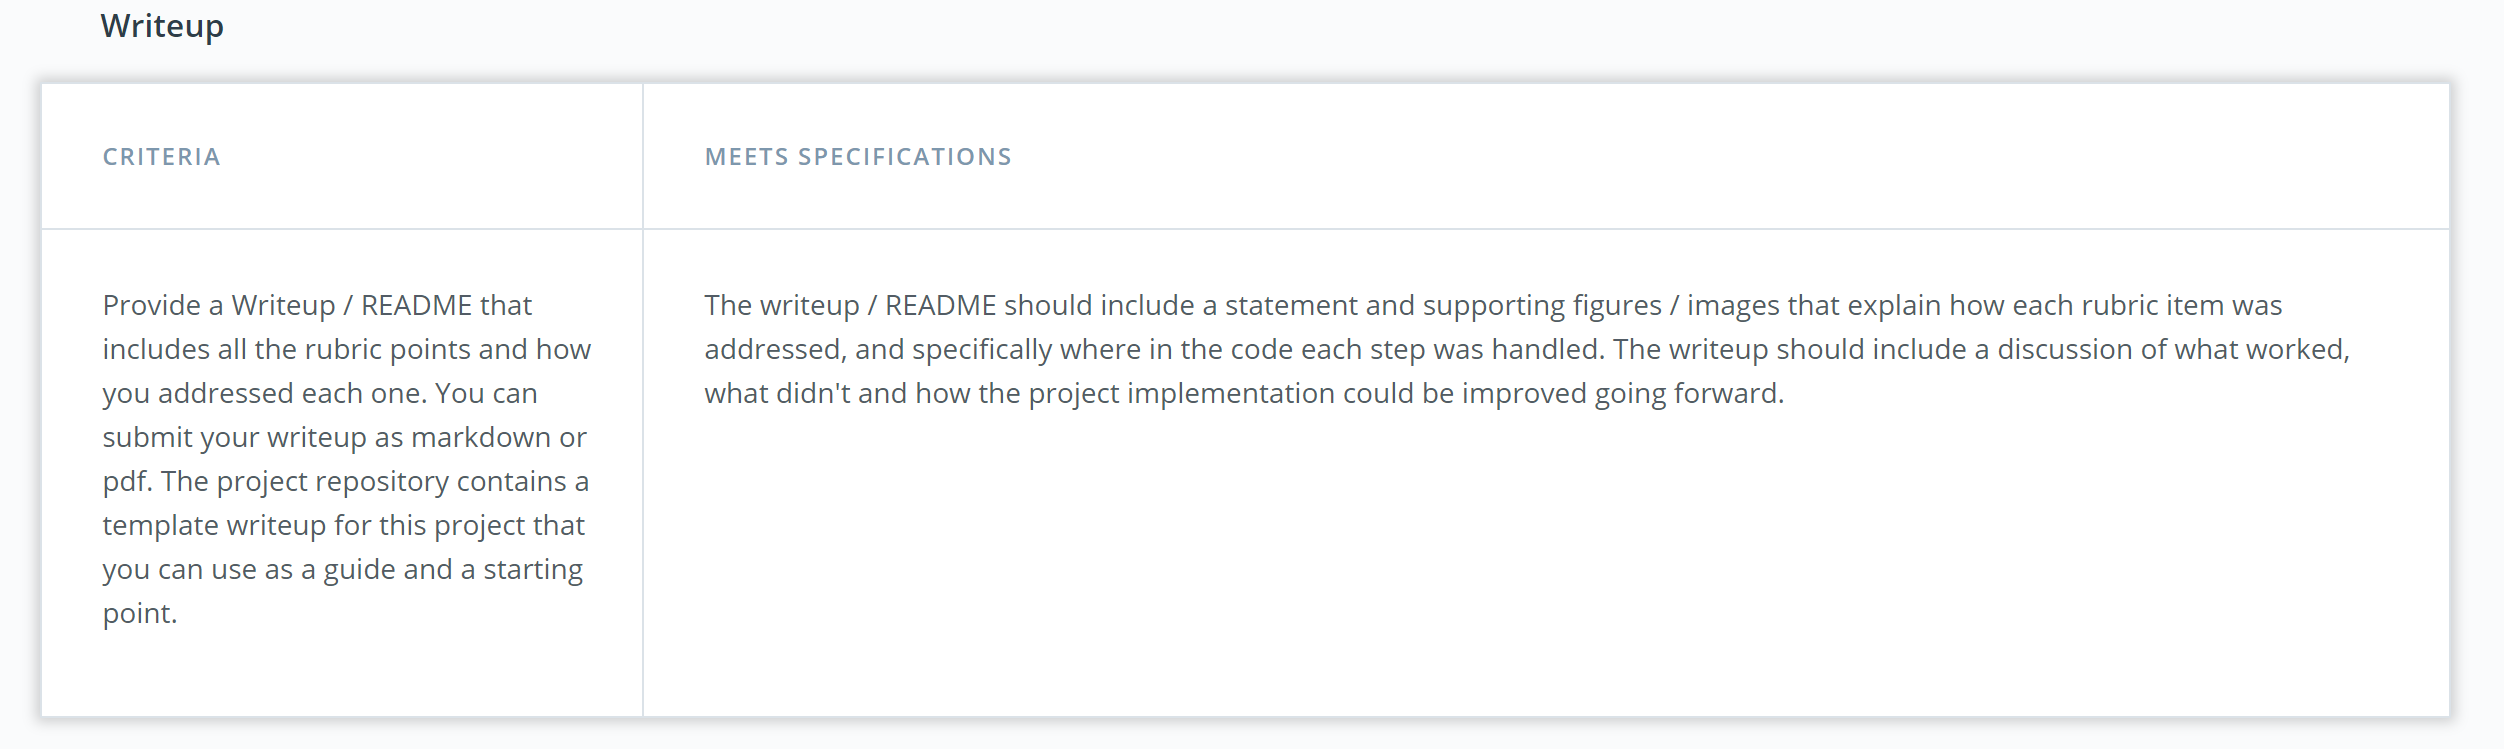 Writeup
CRITERIA
MEETS SPECIFICATIONS
Provide a Writeup / README that
includes all the rubric points and how
you addressed each one. You can
submit your writeup as markdown or
pdf. The project repository contains a
template writeup for this project that
you can use as a guide and a starting
point.
The writeup / README should include a statement and supporting figures / images that explain how each rubric item was
addressed, and specifically where in the code each step was handled. The writeup should include a discussion of what worked,
what didn't and how the project implementation could be improved going forward.